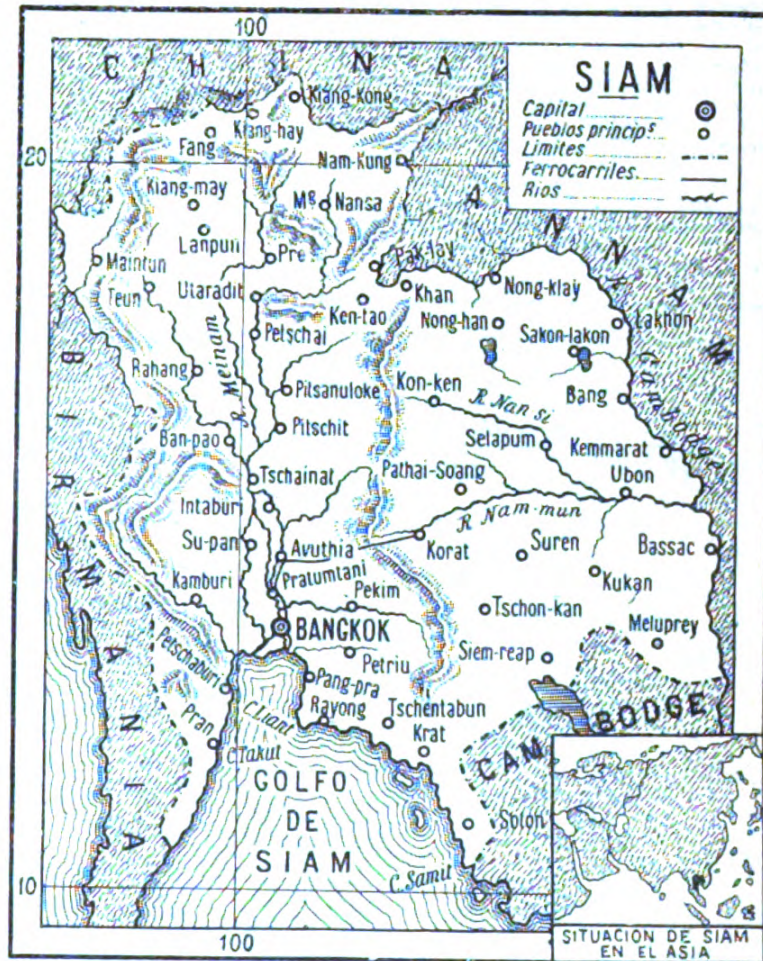 100
CHINA
SIAM
Capital
Pueblos princip.s
Límites
Ferrocarriles
Ríos
20
Kiang-Kong
Kiang-hay
Fang
Nam-Kung
Kiang-may
Mg Nansa
Lanpun
Pre
ANNAM
Maintun
Pak-lay
Teun
Utaradit
Khan
Nong-klay
Ken-tao
Nong-han
Lakhon
Petschai
Sakon-lakon
BIRMANIA
R. Meinam
Rahang
Pitsanuloke
Kon-ken
R. Nan si
Bang
Cambodge
Pitschit
Ban-pao
Selapum
Kemmarat
Tschainat
Pathai-Soang
Ubon
Intaburi
R. Nam-mun
Su-pan
Avuthia
Korat
Suren
Bassac
Pratumtani
Kukan
Kamburi
Pekim
Tschon-kan
BANGKOK
Meluprey
Petschaburi
Petriu
Siem-reap
Pang-pra
C. Liant
Rayong
Tschentabun
CAMBODGE
Pran
C. Takut
Krat
GOLFO
DE
SIAM
Soton
C. Samit
10
100
SITUACION DE SIAM
EN EL ASIA